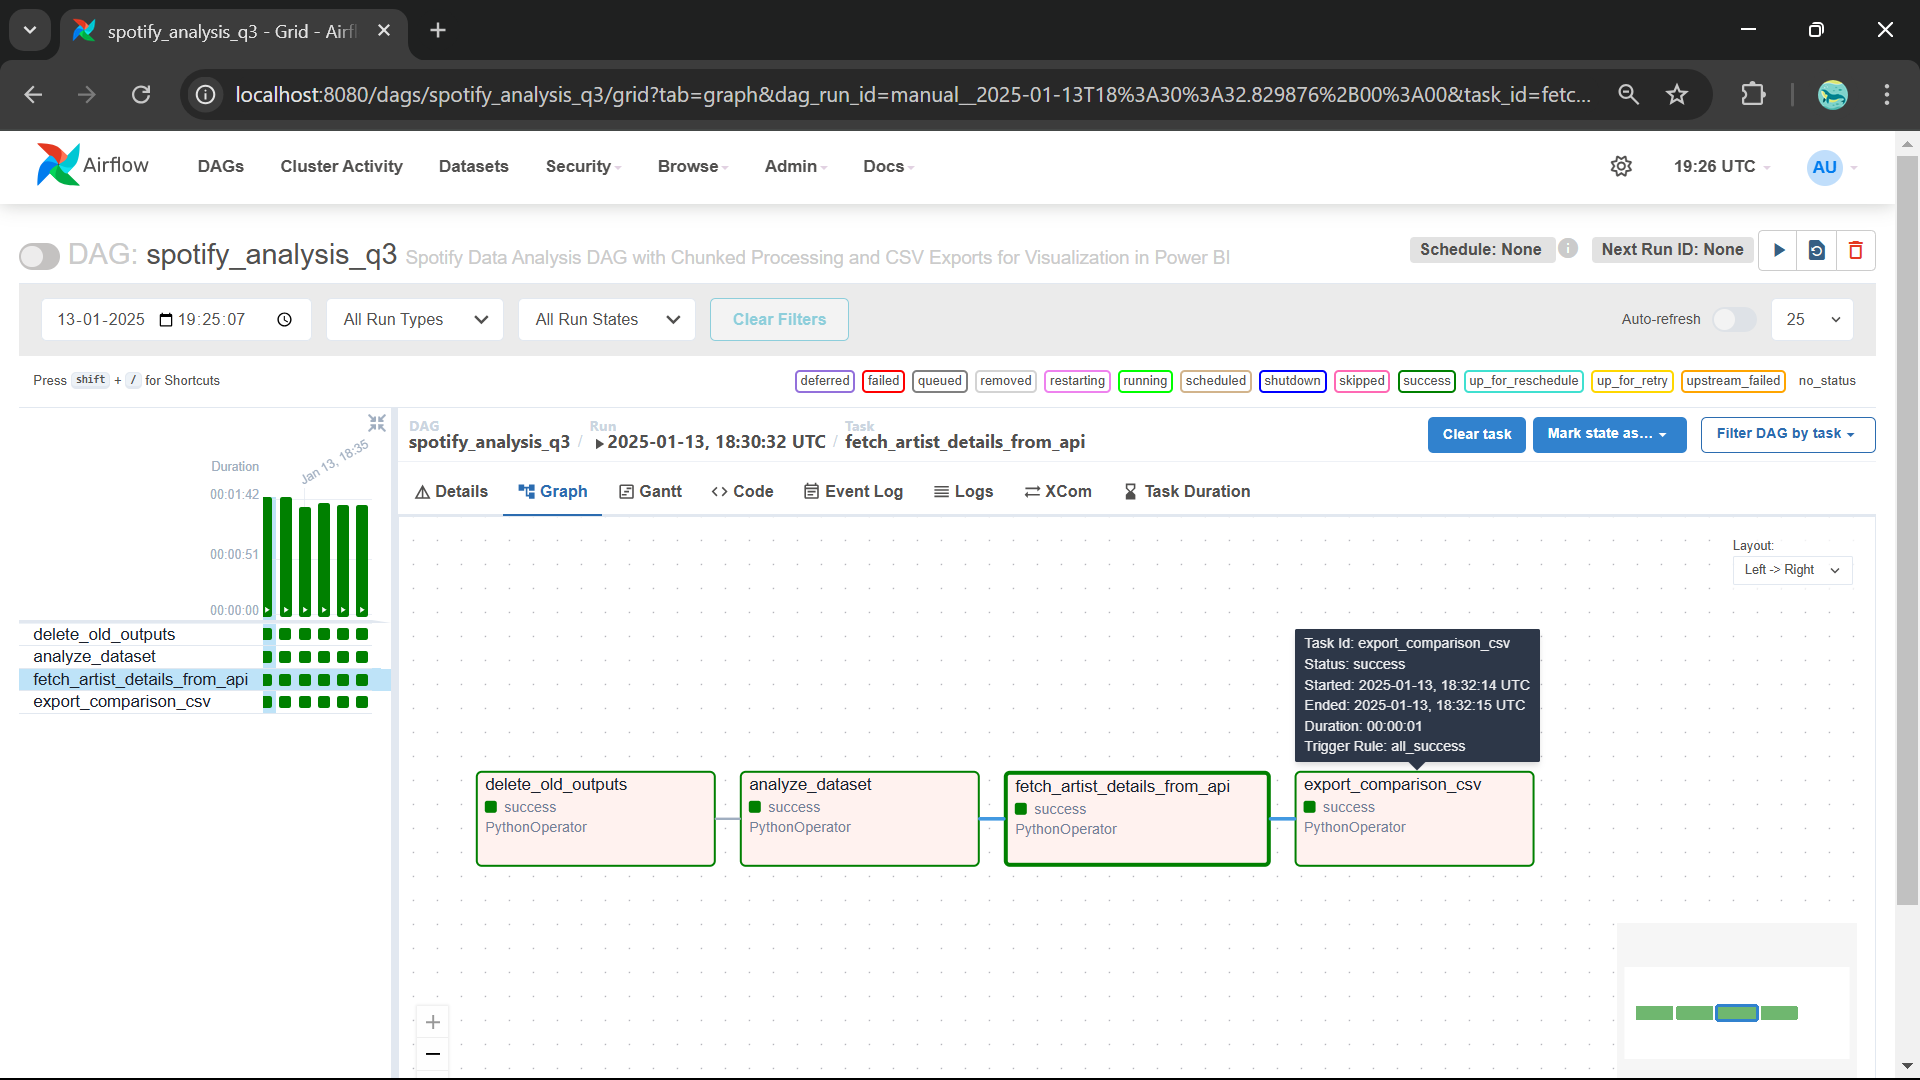 spotify_analysis_q3 - Grid - Airf
localhost:8080/dags/spotify_analysis_q3/grid?tab=graph&dag_run_id=manual__2025-01-13T18%3A30%3A32.829876%2B00%3A00&task_id=fetc...
Airflow DAGs Cluster Activity Datasets Security Browse Admin Docs 19:26 UTC AU
DAG: spotify_analysis_q3 Spotify Data Analysis DAG with Chunked Processing and CSV Exports for Visualization in Power BI Schedule: None i Next Run ID: None
13-01-2025 19:25:07 All Run Types All Run States Clear Filters Auto-refresh 25
Press shift + / for Shortcuts deferred failed queued removed restarting running scheduled shutdown skipped success up_for_reschedule up_for_retry upstream_failed no_status
DAG Run Task
spotify_analysis_q3 / 2025-01-13, 18:30:32 UTC / fetch_artist_details_from_api Clear task Mark state as... Filter DAG by task
Jan 13, 18:35
Duration
00:01:42
00:00:51
00:00:00
delete_old_outputs
analyze_dataset
fetch_artist_details_from_api
export_comparison_csv
Details Graph Gantt <> Code Event Log Logs XCom Task Duration
Layout:
Left -> Right
Task Id: export_comparison_csv
Status: success
Started: 2025-01-13, 18:32:14 UTC
Ended: 2025-01-13, 18:32:15 UTC
Duration: 00:00:01
Trigger Rule: all_success
delete_old_outputs
success
PythonOperator
analyze_dataset
success
PythonOperator
fetch_artist_details_from_api
success
PythonOperator
export_comparison_csv
success
PythonOperator